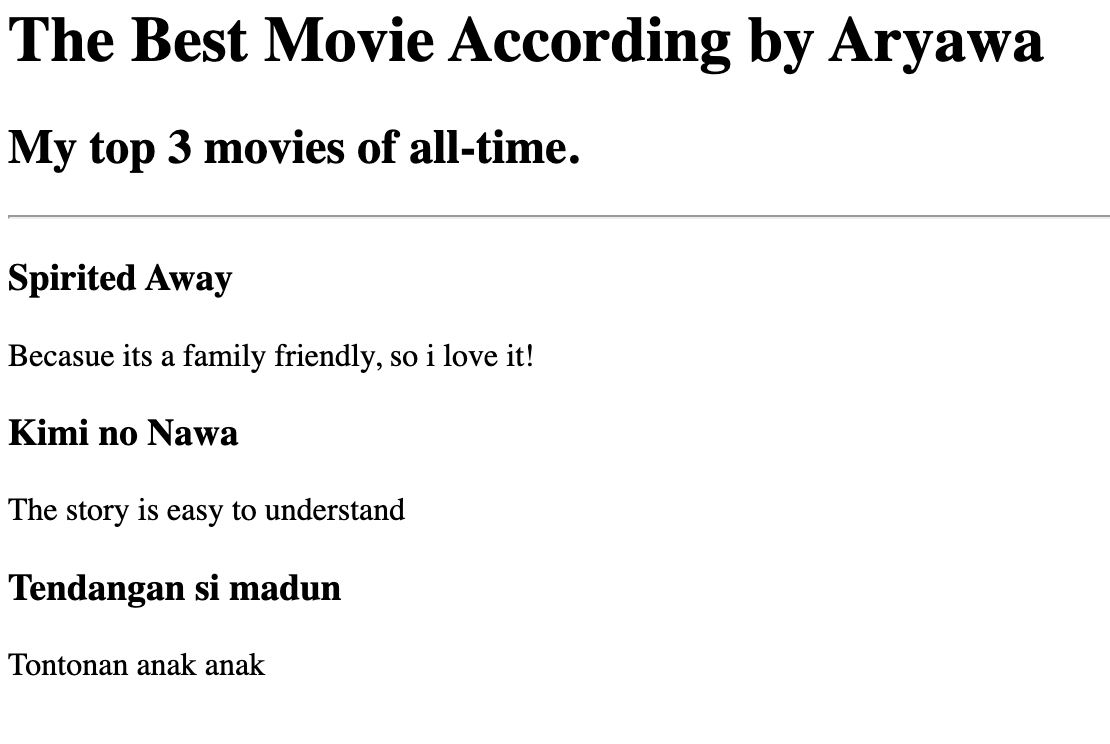 The Best Movie According by Aryawa
My top 3 movies of all-time.
Spirited Away
Becasue its a family friendly, so i love it!
Kimi no Nawa
The story is easy to understand
Tendangan si madun
Tontonan anak anak